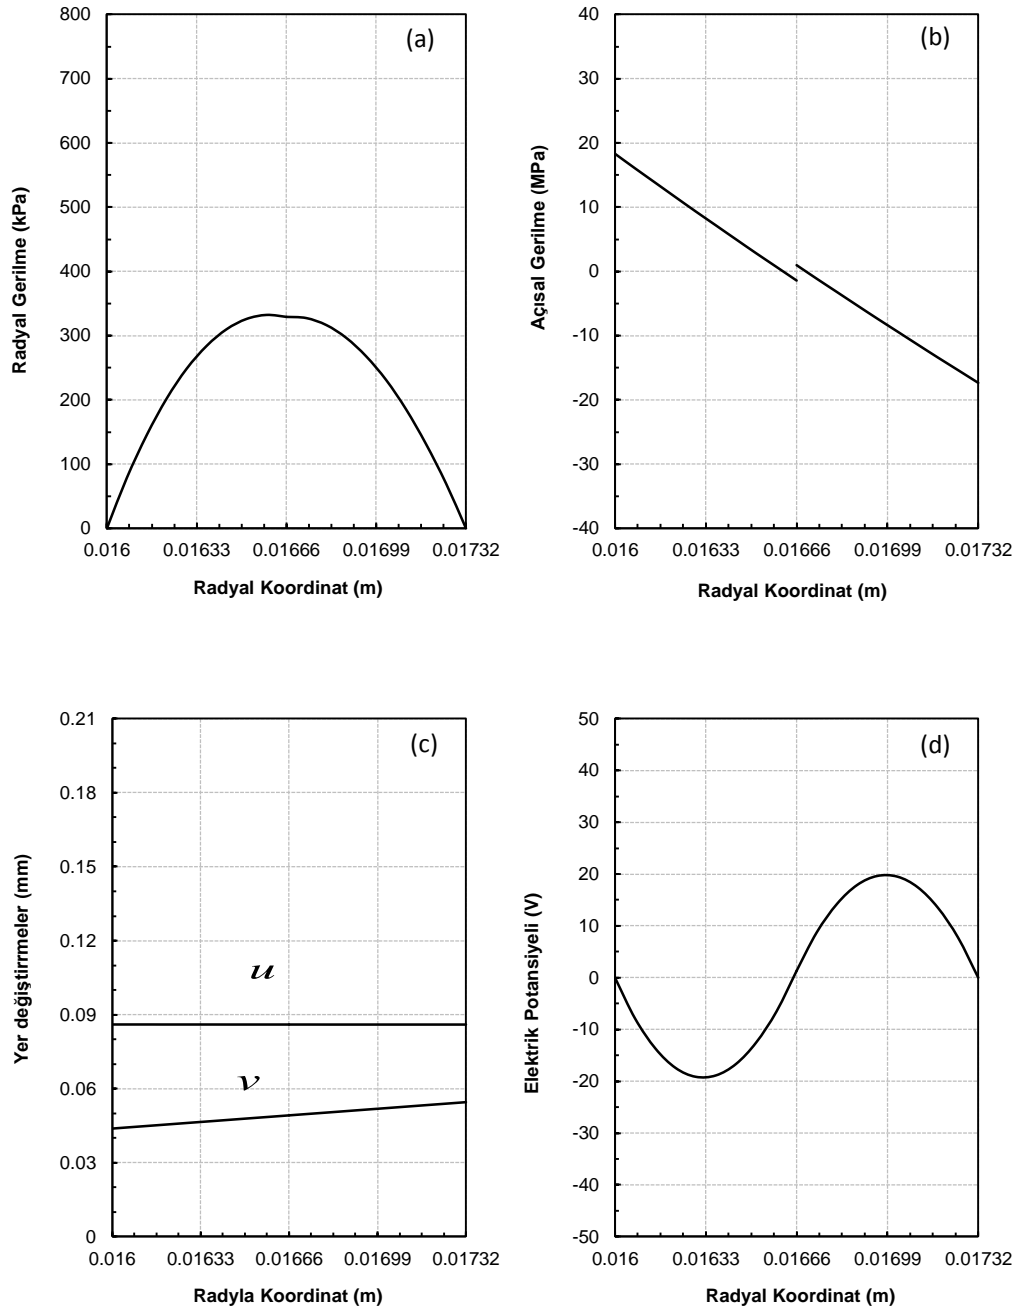 (a)
800
700
600
500
400
300
200
100
0
Radyal Gerilme (kPa)
0.016 0.01633 0.01666 0.01699 0.01732
Radyal Koordinat (m)
(b)
40
30
20
10
0
-10
-20
-30
-40
Açısal Gerilme (MPa)
0.016 0.01633 0.01666 0.01699 0.01732
Radyal Koordinat (m)
(c)
0.21
0.18
0.15
0.12
0.09
0.06
0.03
0
Yer değiştirrmeler (mm)
u
v
0.016 0.01633 0.01666 0.01699 0.01732
Radyla Koordinat (m)
(d)
50
40
30
20
10
0
-10
-20
-30
-40
-50
Elektrik Potansiyeli (V)
0.016 0.01633 0.01666 0.01699 0.01732
Radyal Koordinat (m)